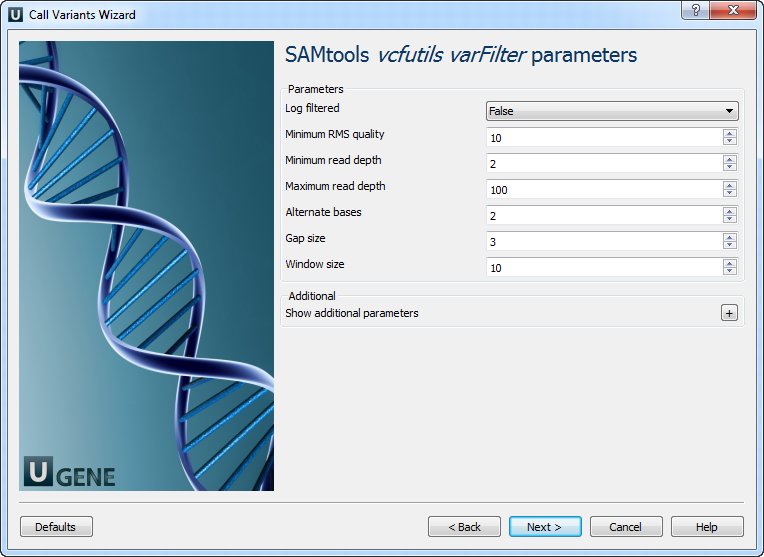 U Call Variants Wizard ?
SAMtools vcfutils varFilter parameters
Parameters
Log filtered False
Minimum RMS quality 10
Minimum read depth 2
Maximum read depth 100
Alternate bases 2
Gap size 3
Window size 10
Additional
Show additional parameters +
U GENE
Defaults < Back Next > Cancel Help